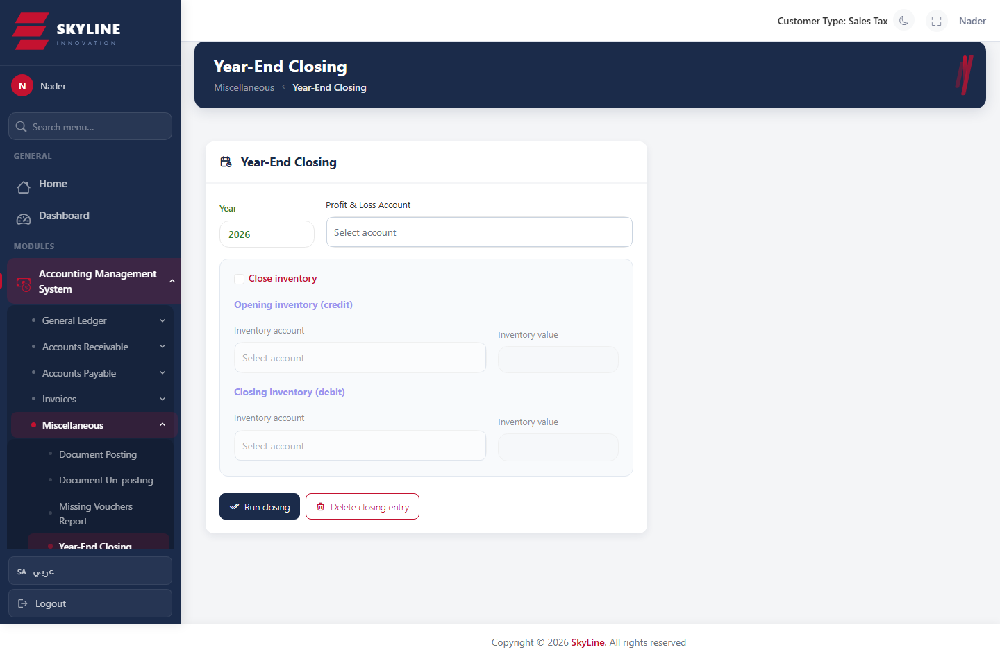 SKYLINE
INNOVATION
N
Nader
Search menu...
GENERAL
Home
Dashboard
MODULES
Accounting Management
System
General Ledger
Accounts Receivable
Accounts Payable
Invoices
Miscellaneous
Document Posting
Document Un-posting
Missing Vouchers
Report
Year-End Closing
SA عربي
Logout
Customer Type: Sales Tax
Nader
Year-End Closing
Miscellaneous Year-End Closing
Year-End Closing
Year
2026
Profit & Loss Account
Select account
Close inventory
Opening inventory (credit)
Inventory account
Select account
Inventory value
Closing inventory (debit)
Inventory account
Select account
Inventory value
Run closing
Delete closing entry
Copyright © 2026 SkyLine. All rights reserved